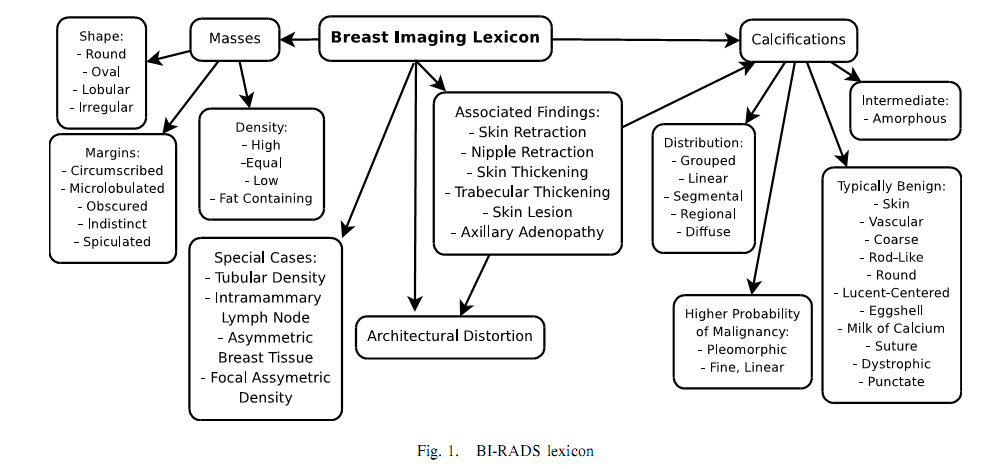 Breast Imaging Lexicon
Masses
Shape:
- Round
- Oval
- Lobular
- Irregular
Margins:
- Circumscribed
- Microlobulated
- Obscured
- Indistinct
- Spiculated
Density:
- High
-Equal
- Low
- Fat Containing
Special Cases:
- Tubular Density
- Intramammary
Lymph Node
- Asymmetric
Breast Tissue
- Focal Assymetric
Density
Associated Findings:
- Skin Retraction
- Nipple Retraction
- Skin Thickening
- Trabecular Thickening
- Skin Lesion
- Axillary Adenopathy
Architectural Distortion
Calcifications
Distribution:
- Grouped
- Linear
- Segmental
- Regional
- Diffuse
Higher Probability
of Malignancy:
- Pleomorphic
- Fine, Linear
Intermediate:
- Amorphous
Typically Benign:
- Skin
- Vascular
- Coarse
- Rod-Like
- Round
- Lucent-Centered
- Eggshell
- Milk of Calcium
- Suture
- Dystrophic
- Punctate
Fig. 1. BI-RADS lexicon